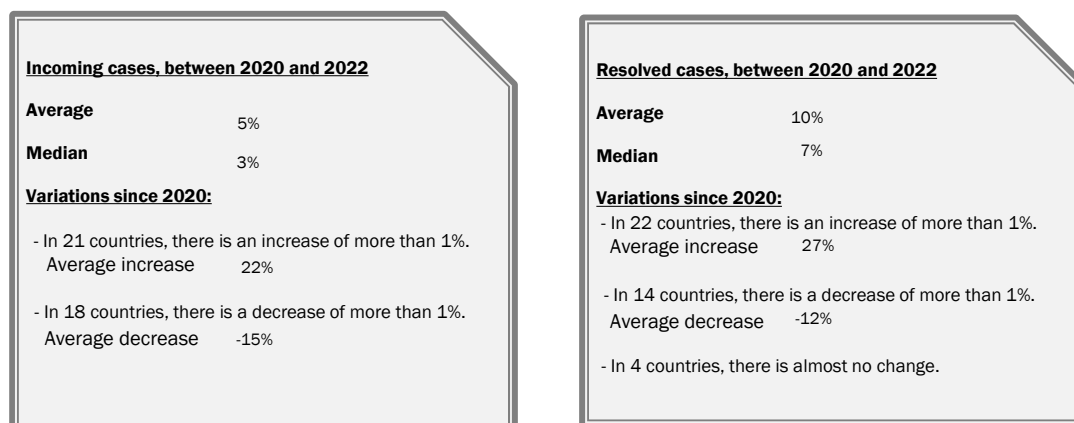 Incoming cases, between 2020 and 2022
Average 5%
Median 3%
Variations since 2020:
- In 21 countries, there is an increase of more than 1%.
Average increase 22%
- In 18 countries, there is a decrease of more than 1%.
Average decrease -15%
Resolved cases, between 2020 and 2022
Average 10%
Median 7%
Variations since 2020:
- In 22 countries, there is an increase of more than 1%.
Average increase 27%
- In 14 countries, there is a decrease of more than 1%.
Average decrease -12%
- In 4 countries, there is almost no change.